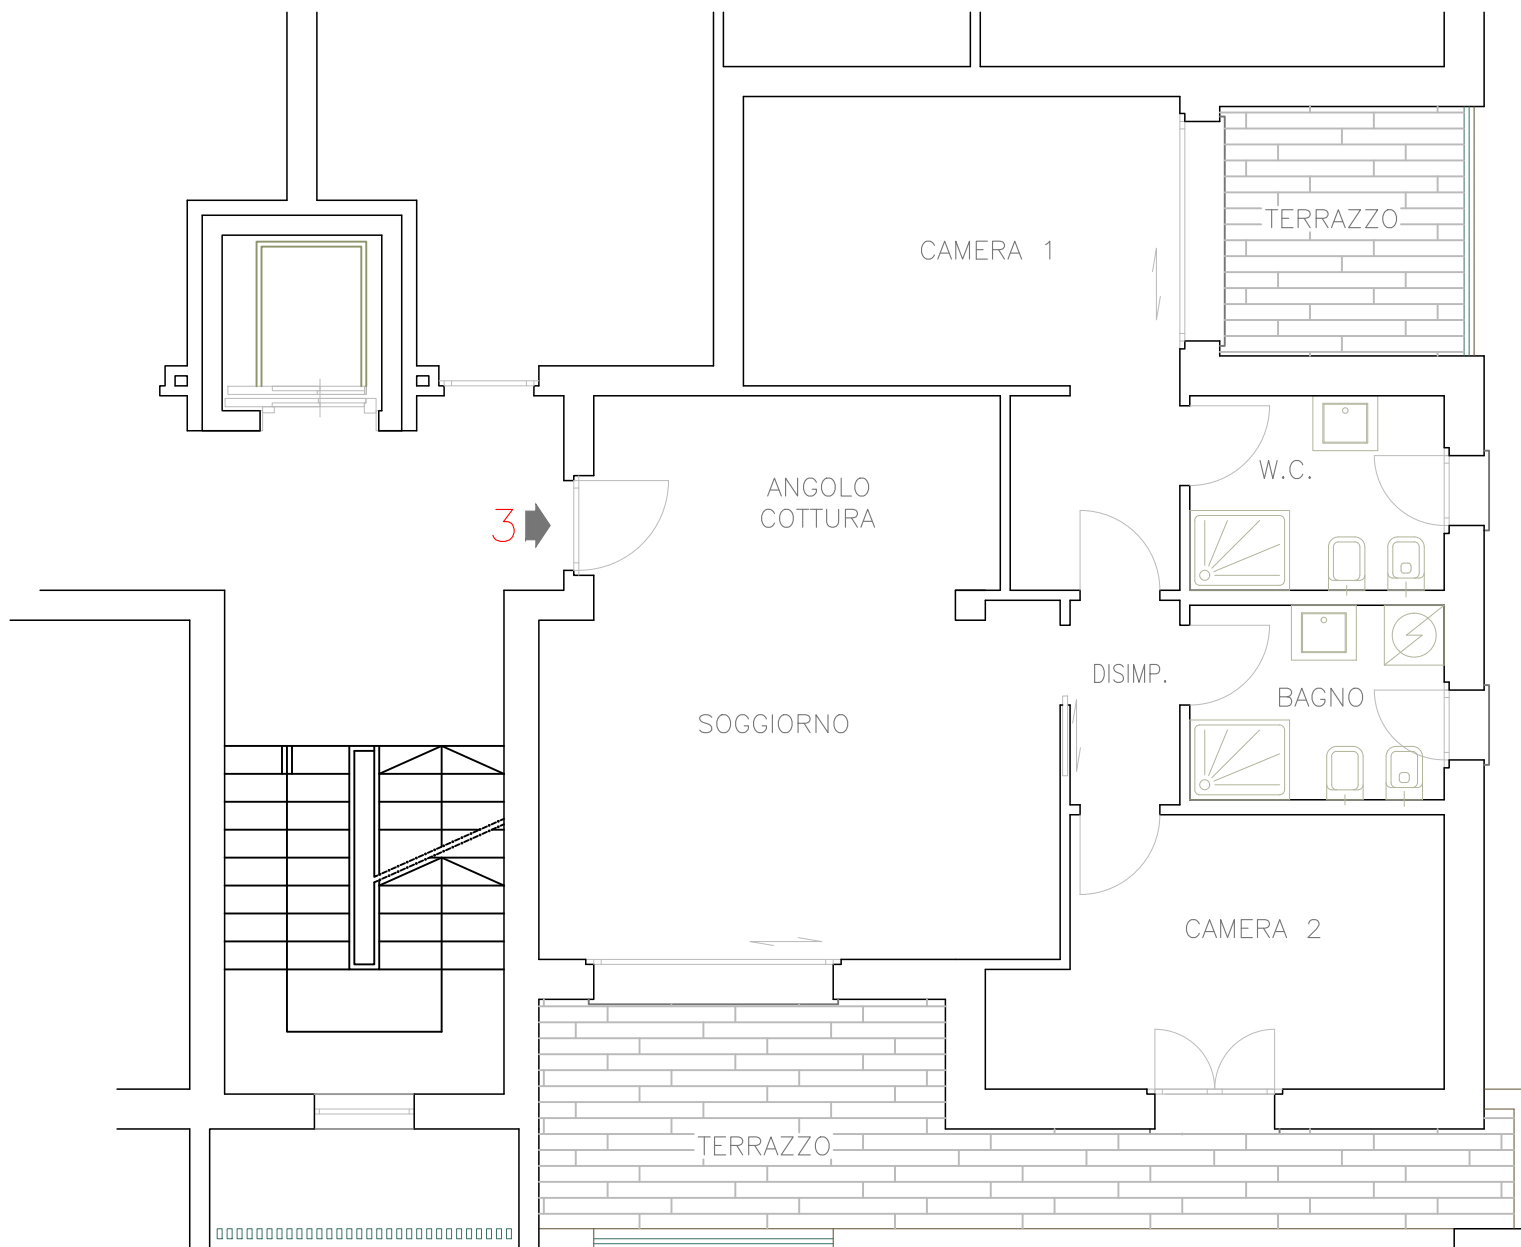 TERRAZZO
CAMERA 1
W.C.
ANGOLO
COTTURA
3
DISIMP.
BAGNO
SOGGIORNO
CAMERA 2
TERRAZZO